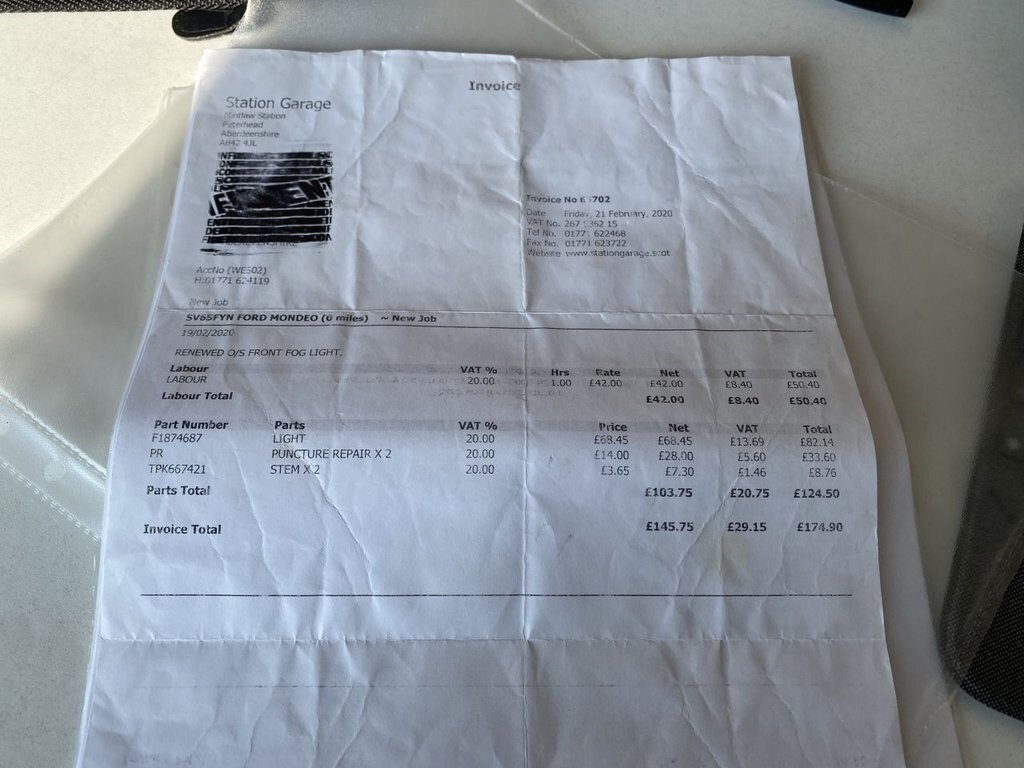 Invoice
Station Garage
Mintlaw Station
Peterhead
Aberdeenshire
AB42 4JL
Invoice No
Date Friday, 21 February, 2020
VAT No. 267 15
Tel No. 01771 622468
Fax No. 01771 623722
Website www.stationgarage.scot
AccNo (WES02)
H:01771 624119
New Job
SV65FYN FORD MONDEO (0 miles) ~ New Job
19/02/2020
RENEWED O/S FRONT FOG LIGHT.
Labour VAT % Hrs Rate Net VAT Total
LABOUR 20.00 1.00 £42.00 £42.00 £8.40 £50.40
Labour Total £42.00 £8.40 £50.40
Part Number Parts VAT % Price Net VAT Total
F1874687 LIGHT 20.00 £68.45 £68.45 £13.69 £82.14
PR PUNCTURE REPAIR X 2 20.00 £14.00 £28.00 £5.60 £33.60
TPK667421 STEM X 2 20.00 £3.65 £7.30 £1.46 £8.76
Parts Total £103.75 £20.75 £124.50
Invoice Total £145.75 £29.15 £174.90